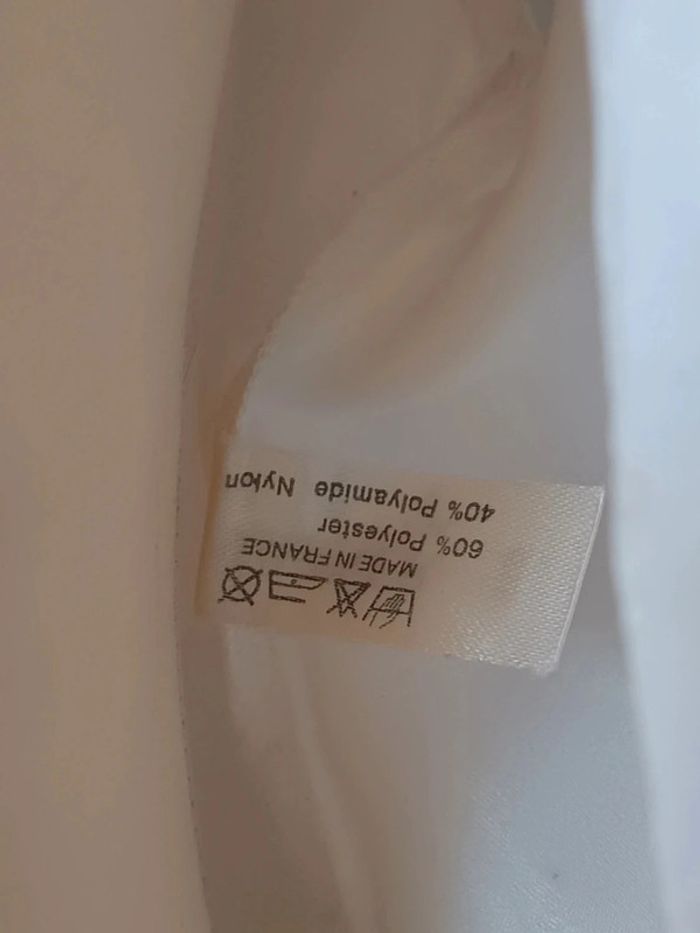 MADE IN FRANCE
60% Polyester
40% Polyamide Nylon